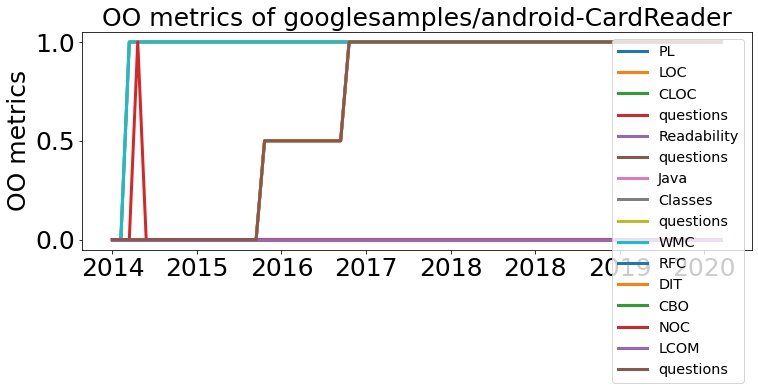 OO metrics of googlesamples/android-CardReader
OO metrics
1.0
0.5
0.0
2014 2015 2016 2017 2018 2018 2019 2020
PL
LOC
CLOC
questions
Readability
questions
Java
Classes
questions
WMC
RFC
DIT
CBO
NOC
LCOM
questions